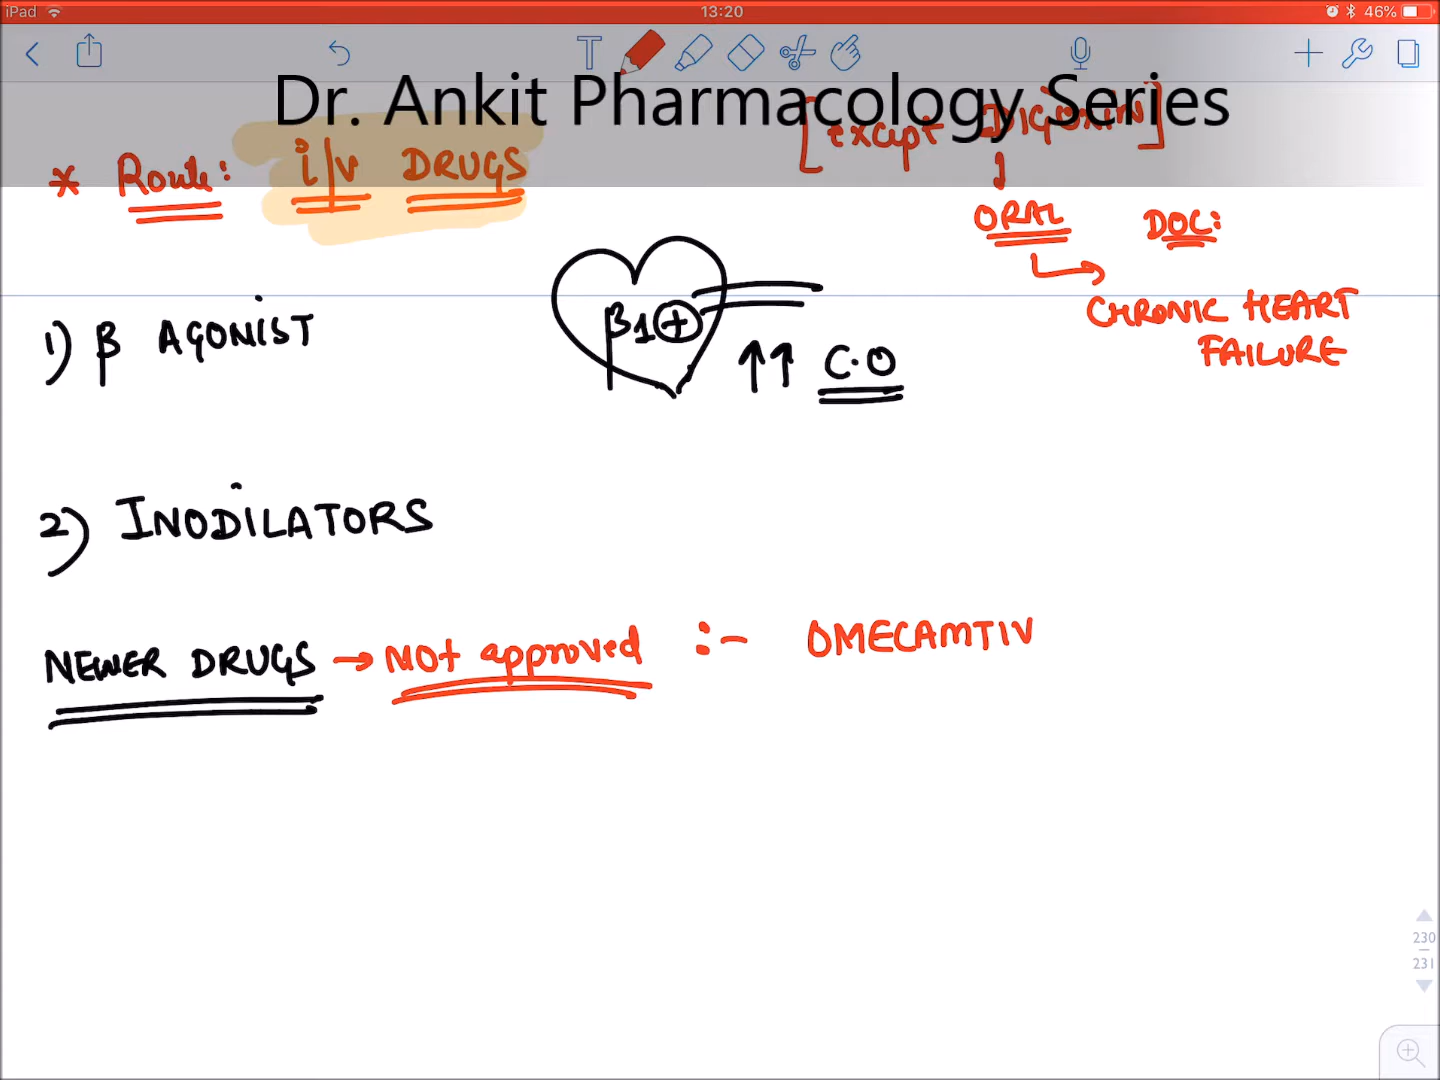 iPad 13:20 46%
Dr. Ankit Pharmacology Series
[except DIGOXIN]
* Route: i/v DRUGS
ORAL DOC:
CHRONIC HEART
FAILURE
1) β AGONIST
β1 +
↑↑ C.O
2) INODILATORS
NEWER DRUGS → NOt approved :- OMECAMTIV
230
231